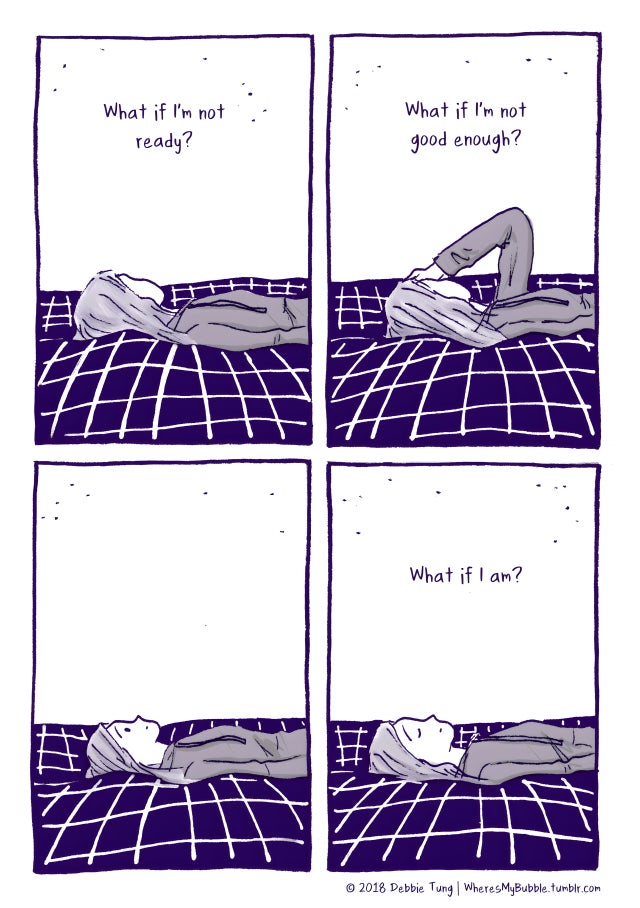 What if I'm not
ready?
What if I'm not
good enough?
What if I am?
© 2018 Debbie Tung | WheresMyBubble.tumblr.com